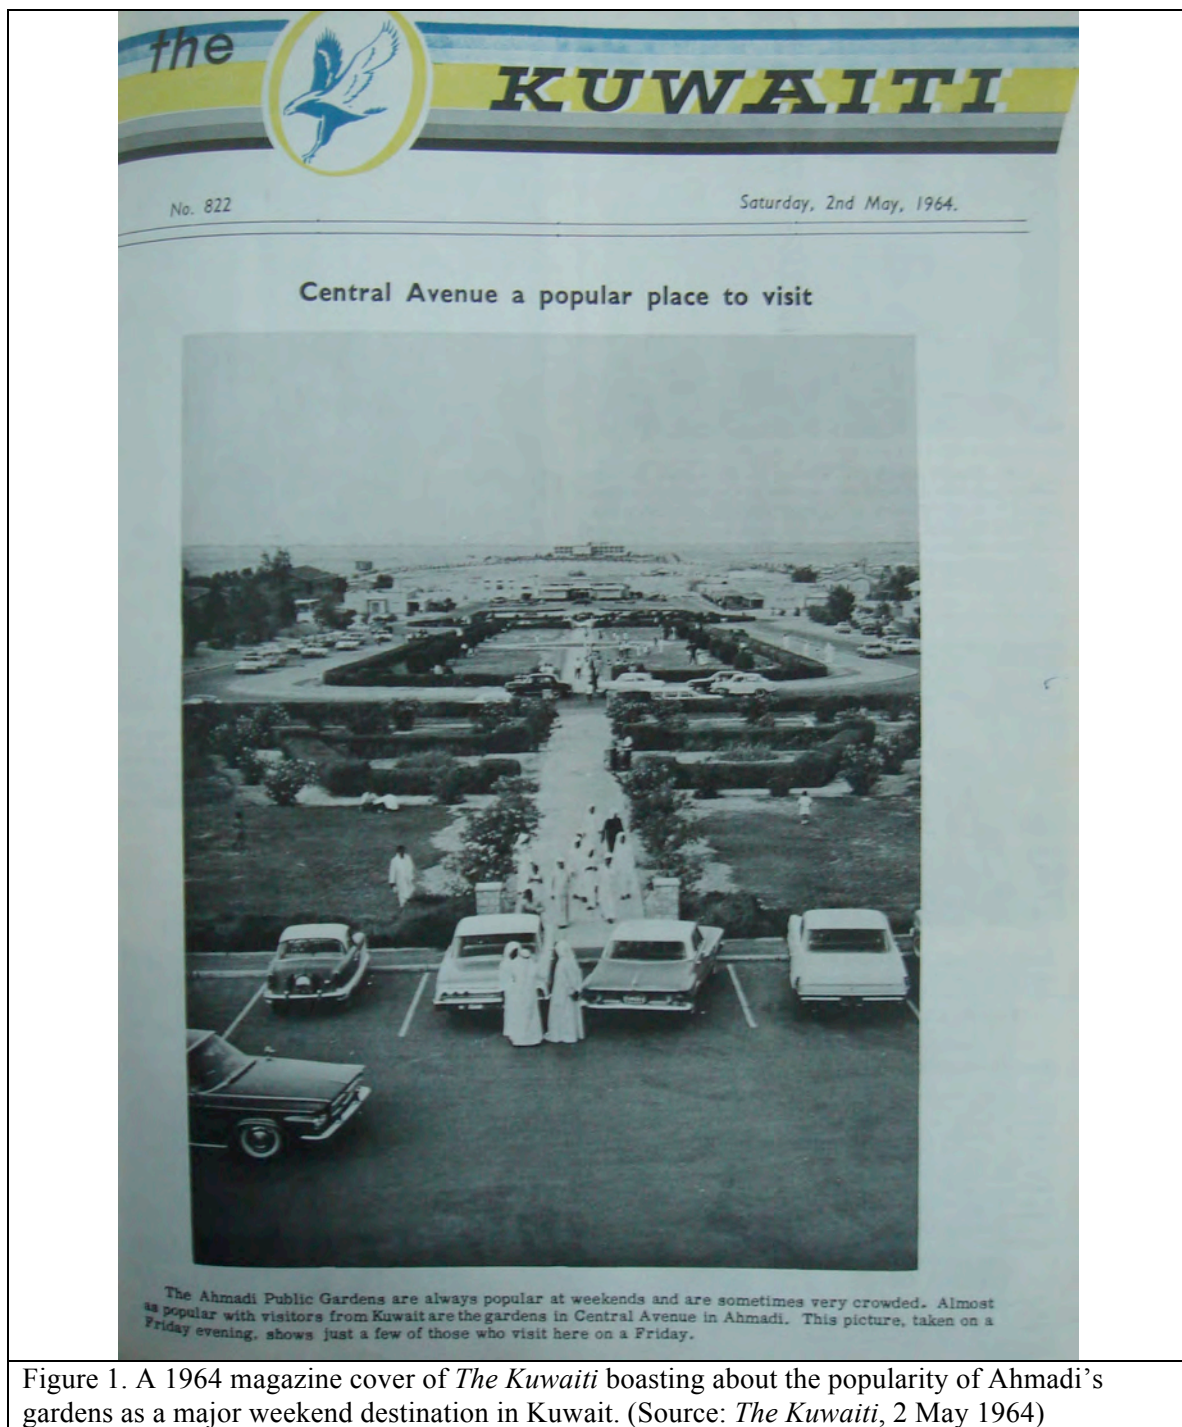 the
KUWAITI
No. 822
Saturday, 2nd May, 1964.
Central Avenue a popular place to visit
The Ahmadi Public Gardens are always popular at weekends and are sometimes very crowded. Almost
as popular with visitors from Kuwait are the gardens in Central Avenue in Ahmadi. This picture, taken on a
Friday evening, shows just a few of those who visit here on a Friday.
Figure 1. A 1964 magazine cover of The Kuwaiti boasting about the popularity of Ahmadi’s
gardens as a major weekend destination in Kuwait. (Source: The Kuwaiti, 2 May 1964)